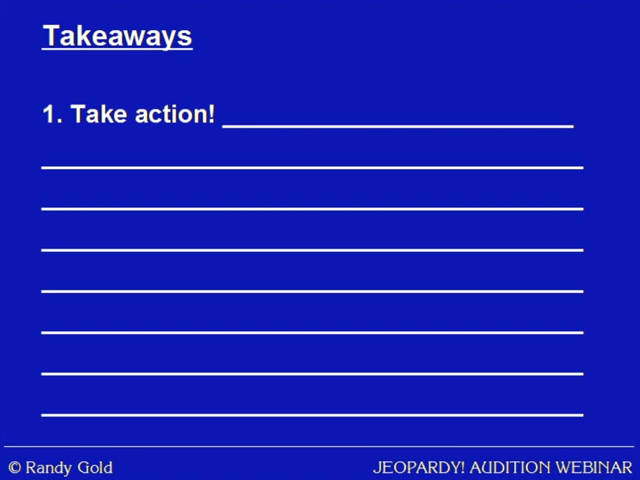 Takeaways
1. Take action!
© Randy Gold
JEOPARDY! AUDITION WEBINAR